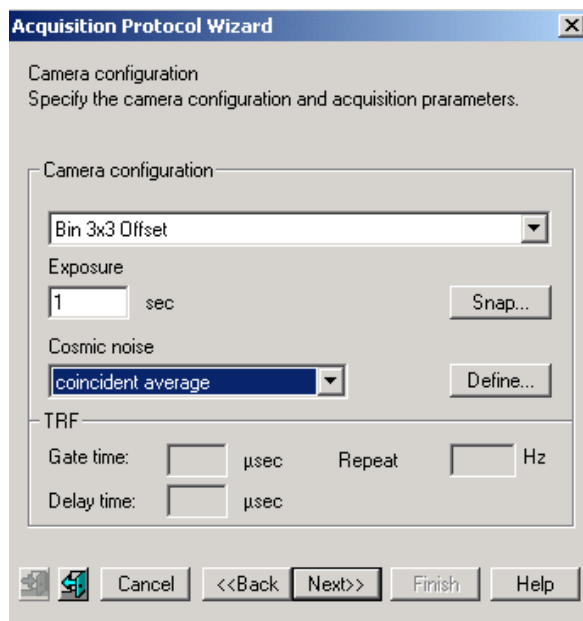 Acquisition Protocol Wizard
Camera configuration
Specify the camera configuration and acquisition prarameters.
Camera configuration
Bin 3x3 Offset
Exposure
1 sec Snap...
Cosmic noise
coincident average Define...
TRF
Gate time: µsec Repeat Hz
Delay time: µsec
Cancel <<Back Next>> Finish Help